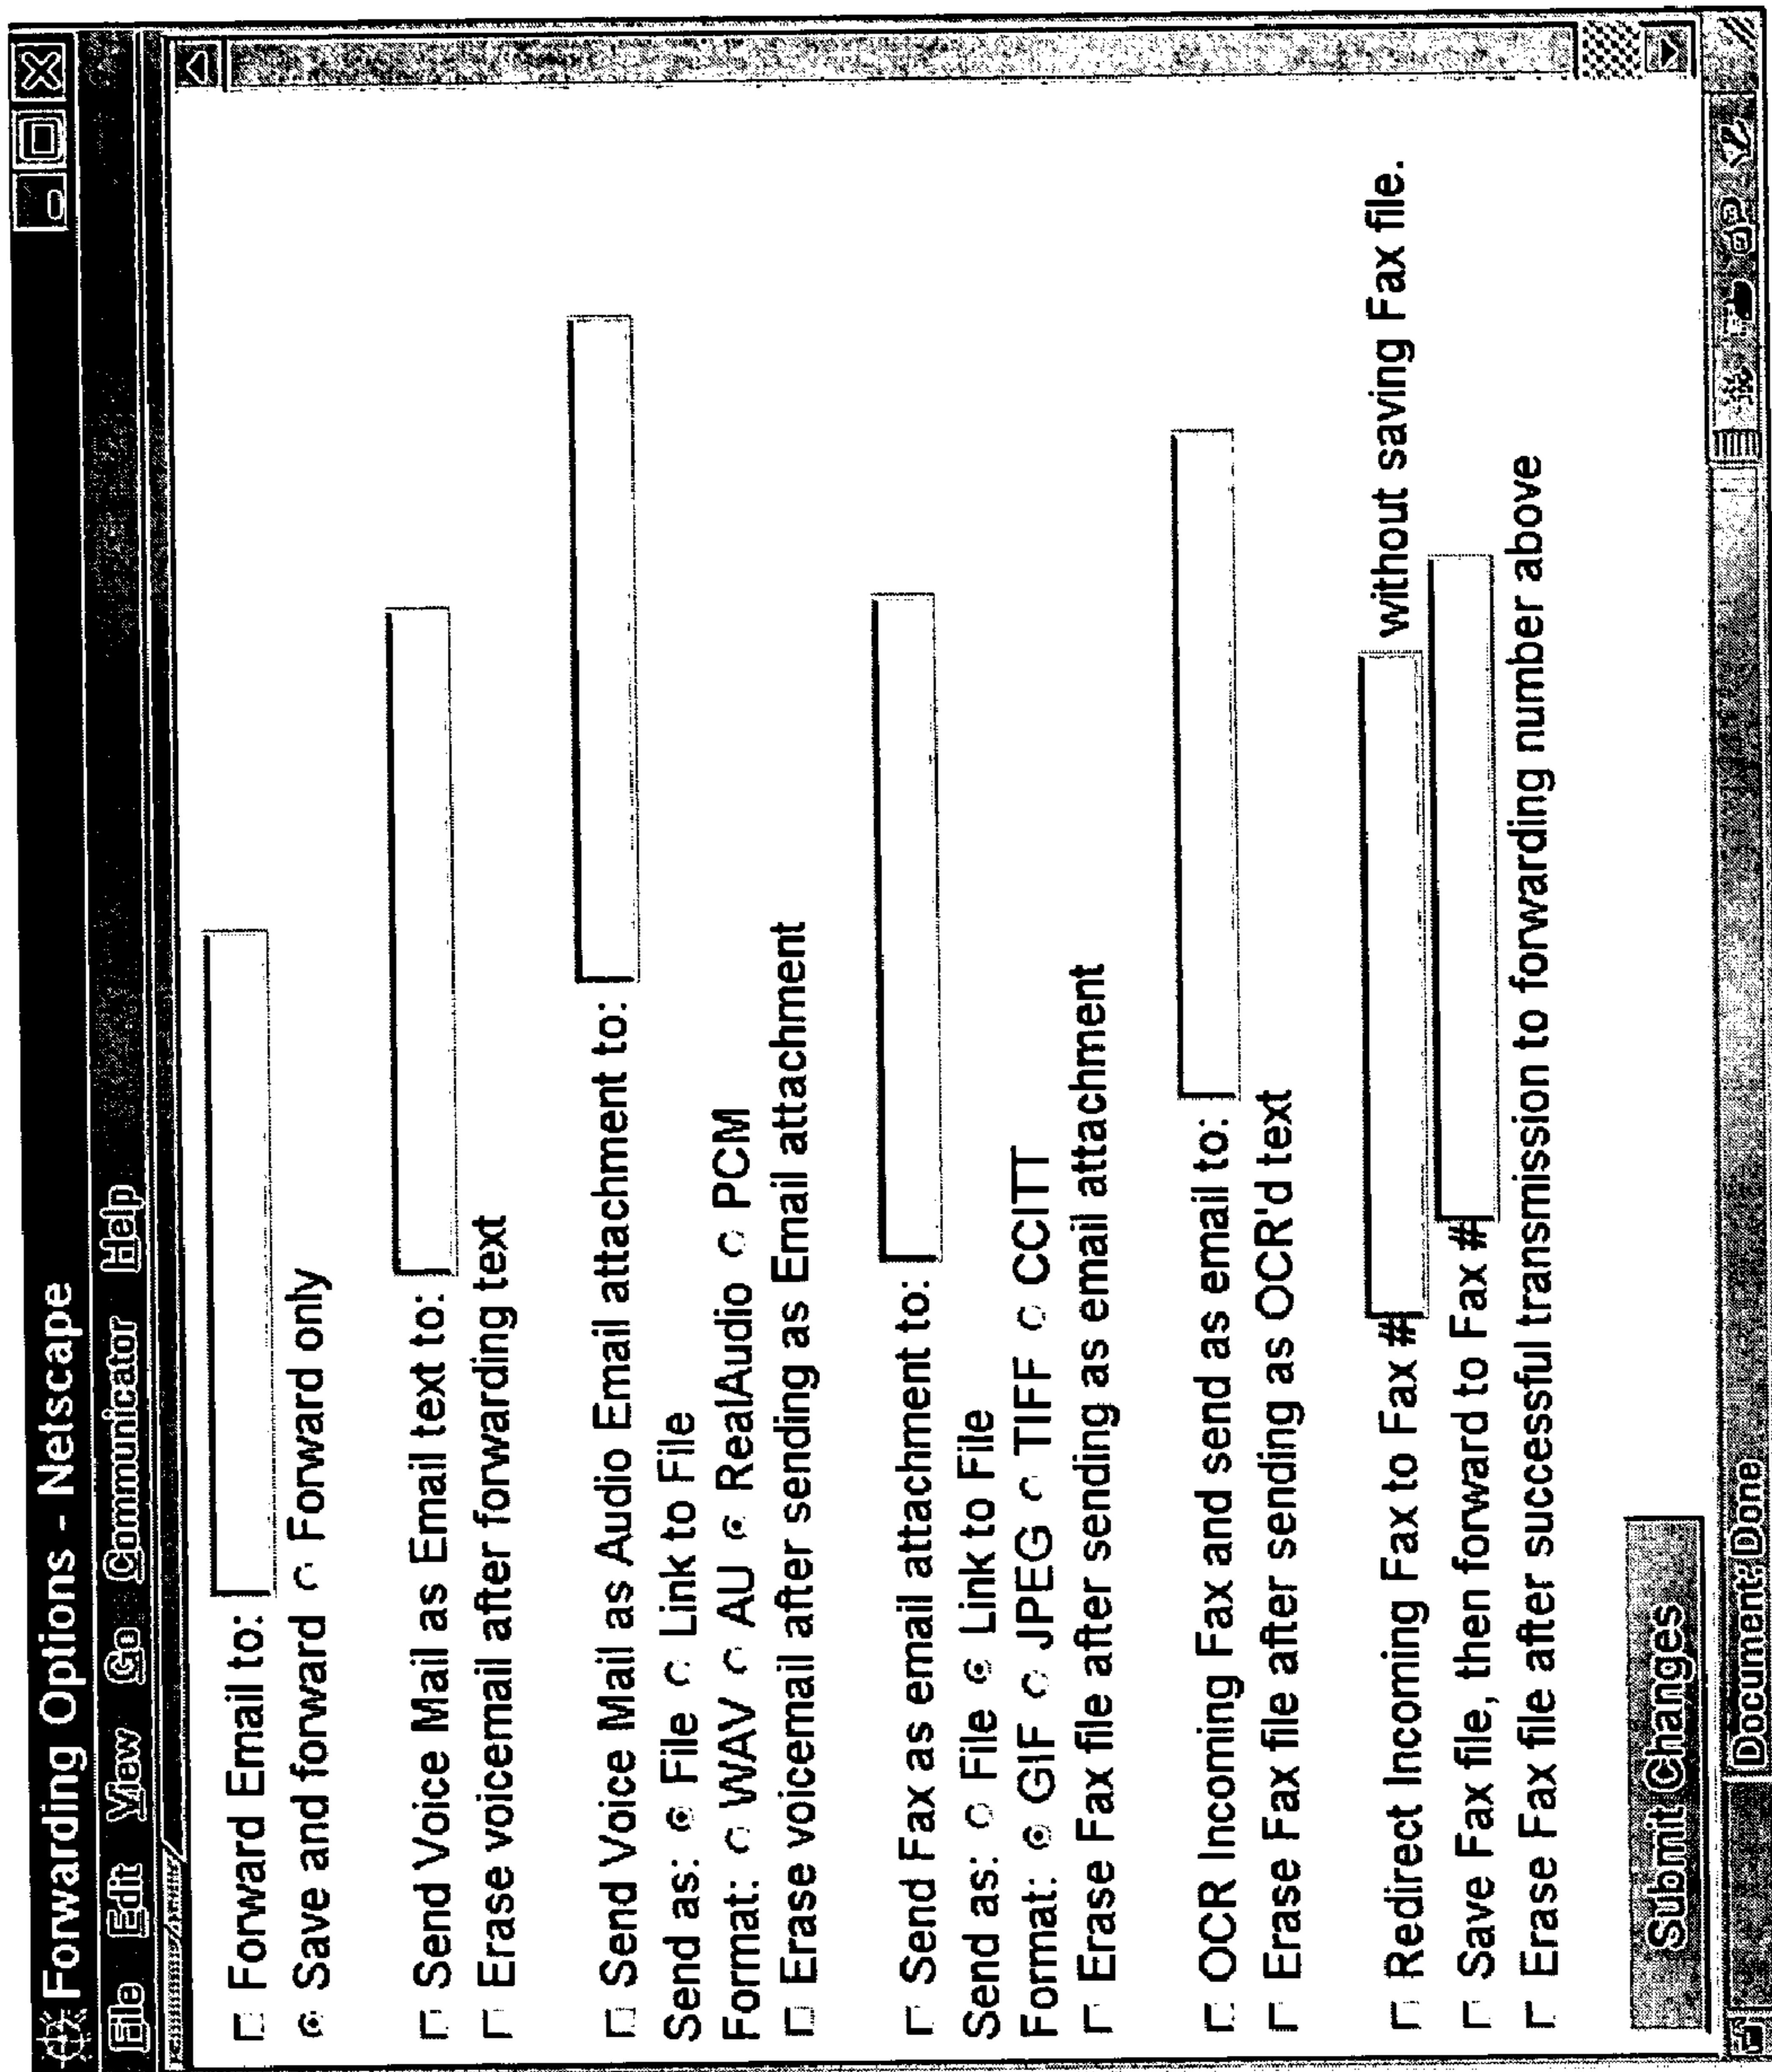 Forwarding Options - Netscape
File Edit View Go Communicator Help
Forward Email to:
Save and forward Forward only
Send Voice Mail as Email text to:
Erase voicemail after forwarding text
Send Voice Mail as Audio Email attachment to:
Send as: File Link to File
Format: WAV AU RealAudio PCM
Erase voicemail after sending as Email attachment
Send Fax as email attachment to:
Send as: File Link to File
Format: GIF JPEG TIFF CCITT
Erase Fax file after sending as email attachment
OCR Incoming Fax and send as email to:
Erase Fax file after sending as OCR'd text
Redirect Incoming Fax to Fax # without saving Fax file.
Save Fax file, then forward to Fax #
Erase Fax file after successful transmission to forwarding number above
Submit Changes
Document: Done